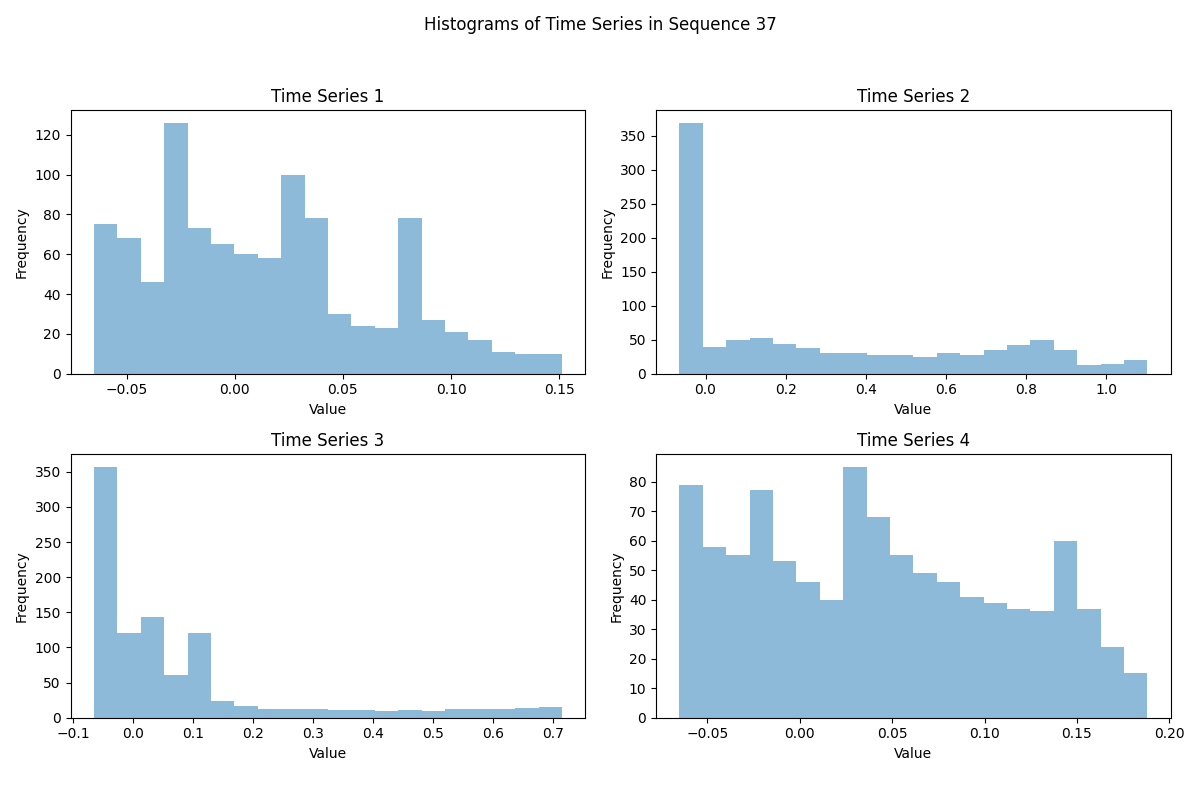 Histograms of Time Series in Sequence 37
Time Series 1
Frequency
120
100
80
60
40
20
0
−0.05 0.00 0.05 0.10 0.15
Value
Time Series 2
Frequency
350
300
250
200
150
100
50
0
0.0 0.2 0.4 0.6 0.8 1.0
Value
Time Series 3
Frequency
350
300
250
200
150
100
50
0
−0.1 0.0 0.1 0.2 0.3 0.4 0.5 0.6 0.7
Value
Time Series 4
Frequency
80
70
60
50
40
30
20
10
0
−0.05 0.00 0.05 0.10 0.15 0.20
Value